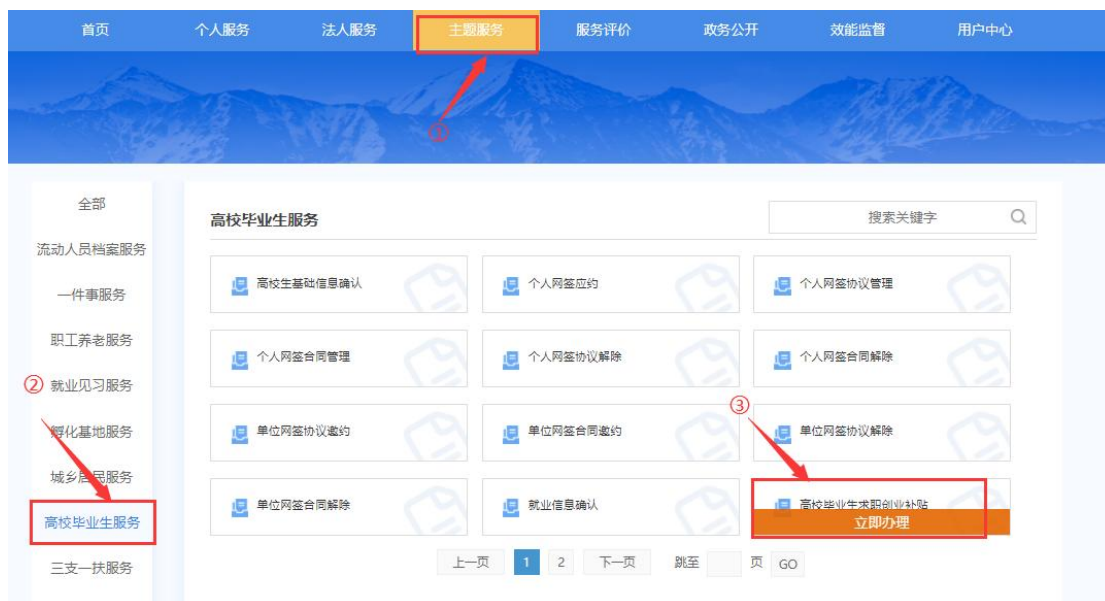 首页 个人服务 法人服务 主题服务 服务评价 政务公开 效能监督 用户中心
①
全部
流动人员档案服务
一件事服务
职工养老服务
② 就业见习服务
孵化基地服务
城乡居民服务
高校毕业生服务
三支一扶服务
高校毕业生服务 搜索关键字
高校生基础信息确认 个人网签应约 个人网签协议管理
个人网签合同管理 个人网签协议解除 个人网签合同解除
③
单位网签协议邀约 单位网签合同邀约 单位网签协议解除
单位网签合同解除 就业信息确认 高校毕业生求职创业补贴
立即办理
上一页 1 2 下一页 跳至 页 GO